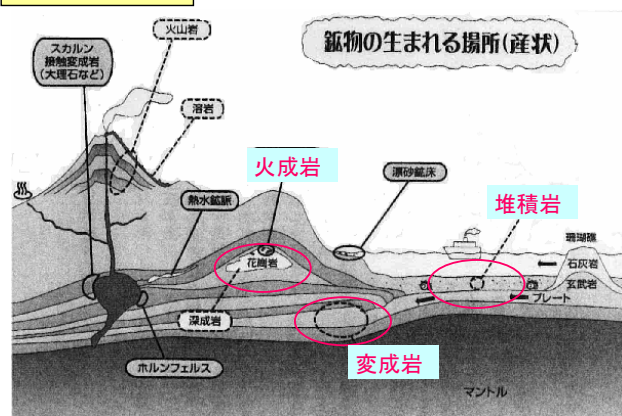 鉱物の生まれる場所(産状)
火山岩
スカルン
接触変成岩
(大理石など)
溶岩
火成岩
漂砂鉱床
堆積岩
熱水鉱脈
珊瑚礁
花崗岩
石灰岩
玄武岩
プレート
深成岩
変成岩
ホルンフェルス
マントル